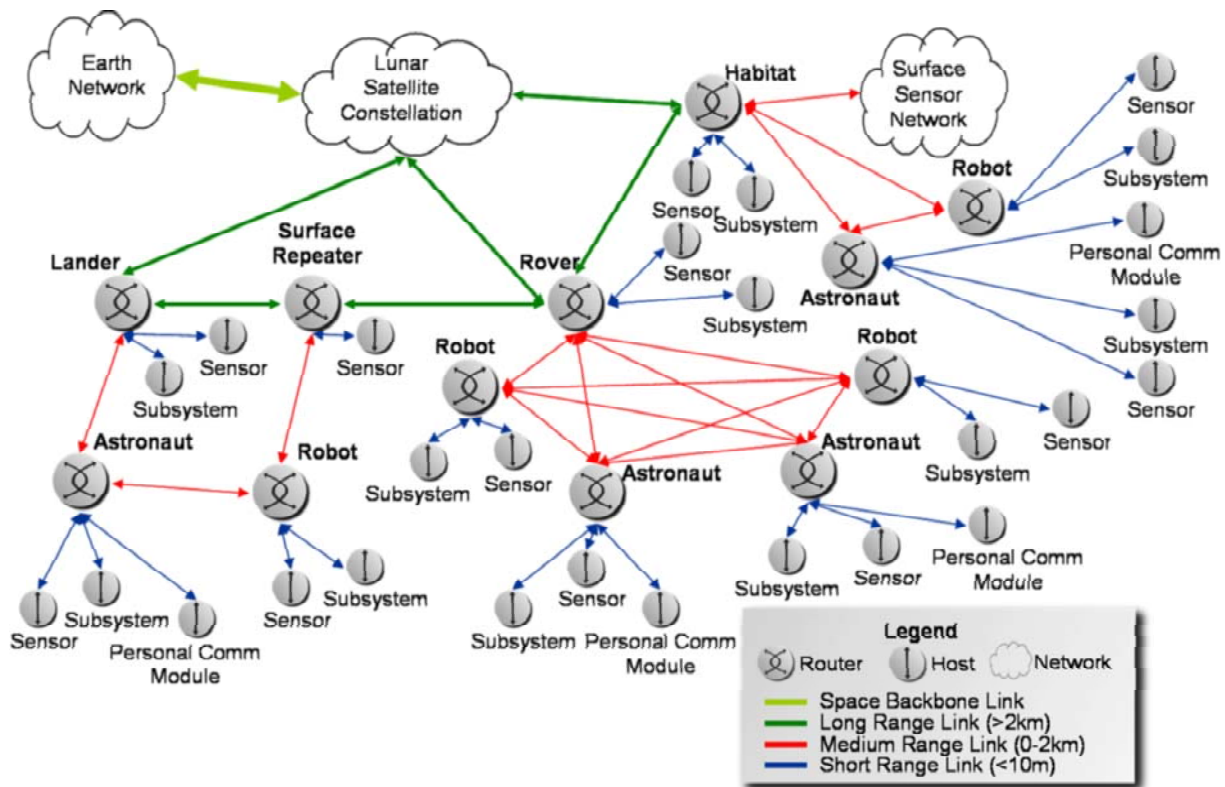 Earth
Network
Lunar
Satellite
Constellation
Habitat
Surface
Sensor
Network
Sensor
Subsystem
Robot
Personal Comm
Module
Astronaut
Subsystem
Sensor
Sensor
Subsystem
Sensor
Subsystem
Lander
Surface
Repeater
Rover
Sensor
Subsystem
Sensor
Robot
Robot
Subsystem
Sensor
Sensor
Subsystem
Astronaut
Robot
Astronaut
Astronaut
Sensor
Subsystem
Personal Comm
Module
Sensor
Subsystem
Subsystem
Sensor
Personal Comm
Module
Subsystem
Sensor
Personal Comm
Module
Legend
Router
Host
Network
Space Backbone Link
Long Range Link (>2km)
Medium Range Link (0-2km)
Short Range Link (<10m)